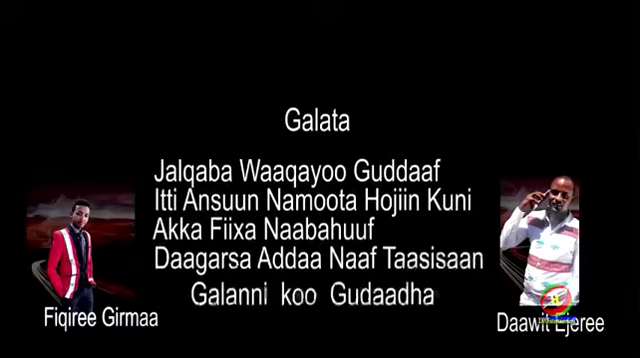 Galata
Jalqaba Waaqayoo Guddaaf
Itti Ansuun Namoota Hojiin Kuni
Akka Fiixa Naabahuuf
Daagarsa Addaa Naaf Taasisaan
Galanni koo Gudaadha
Fiqiree Girmaa
Daawit Ejeree